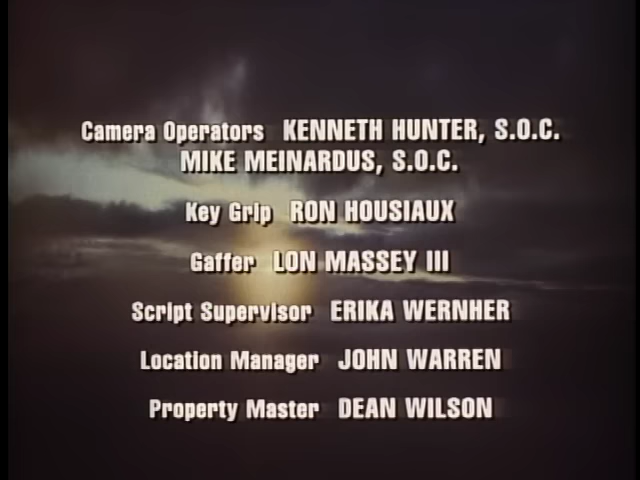 Camera Operators KENNETH HUNTER, S.O.C.
MIKE MEINARDUS, S.O.C.
Key Grip RON HOUSIAUX
Gaffer LON MASSEY III
Script Supervisor ERIKA WERNHER
Location Manager JOHN WARREN
Property Master DEAN WILSON